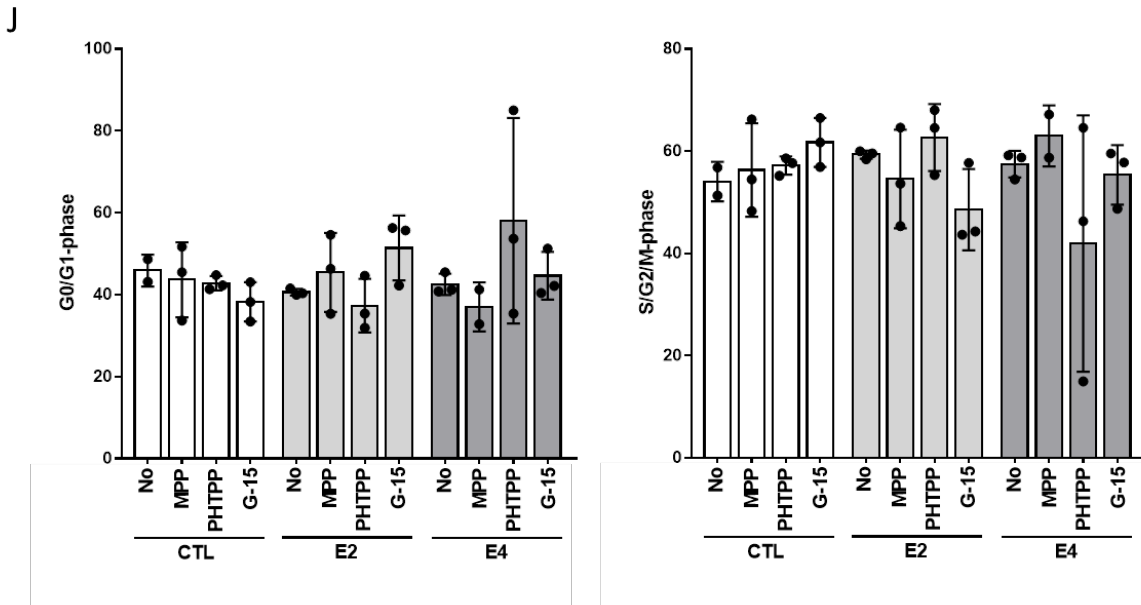 J
G0/G1-phase
100
80
60
40
20
0
No MPP PHTPP G-15 No MPP PHTPP G-15 No MPP PHTPP G-15
CTL E2 E4
S/G2/M-phase
80
60
40
20
0
No MPP PHTPP G-15 No MPP PHTPP G-15 No MPP PHTPP G-15
CTL E2 E4